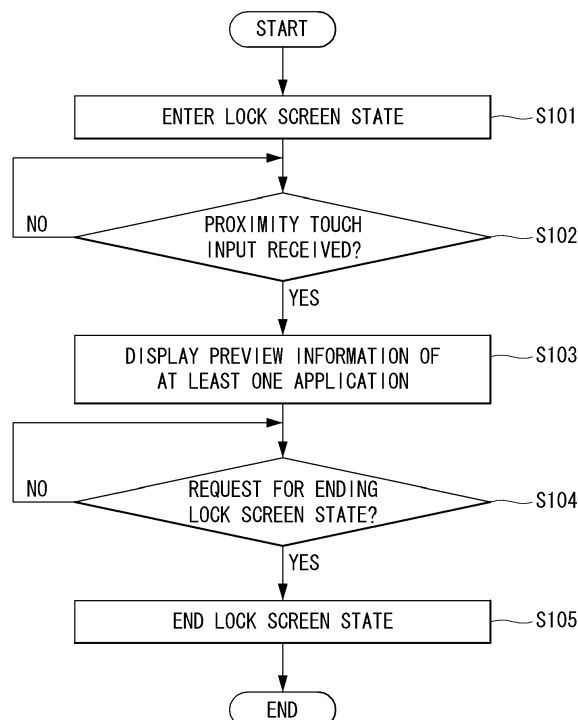 START
ENTER LOCK SCREEN STATE
S101
NO
PROXIMITY TOUCH
INPUT RECEIVED?
S102
YES
DISPLAY PREVIEW INFORMATION OF
AT LEAST ONE APPLICATION
S103
NO
REQUEST FOR ENDING
LOCK SCREEN STATE?
S104
YES
END LOCK SCREEN STATE
S105
END